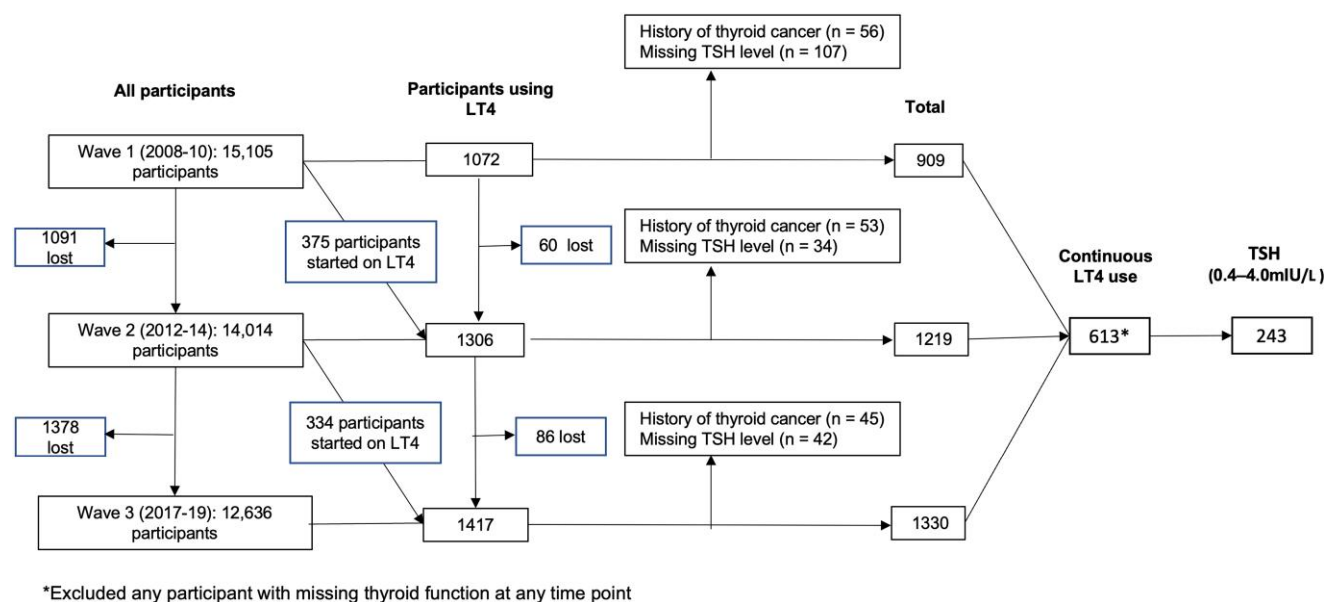 History of thyroid cancer (n = 56)
Missing TSH level (n = 107)
All participants
Participants using
LT4
Total
Wave 1 (2008-10): 15,105
participants
1072
909
1091
lost
375 participants
started on LT4
60 lost
History of thyroid cancer (n = 53)
Missing TSH level (n = 34)
Continuous
LT4 use
TSH
(0.4–4.0mIU/L)
Wave 2 (2012-14): 14,014
participants
1306
1219
613*
243
1378
lost
334 participants
started on LT4
86 lost
History of thyroid cancer (n = 45)
Missing TSH level (n = 42)
Wave 3 (2017-19): 12,636
participants
1417
1330
*Excluded any participant with missing thyroid function at any time point